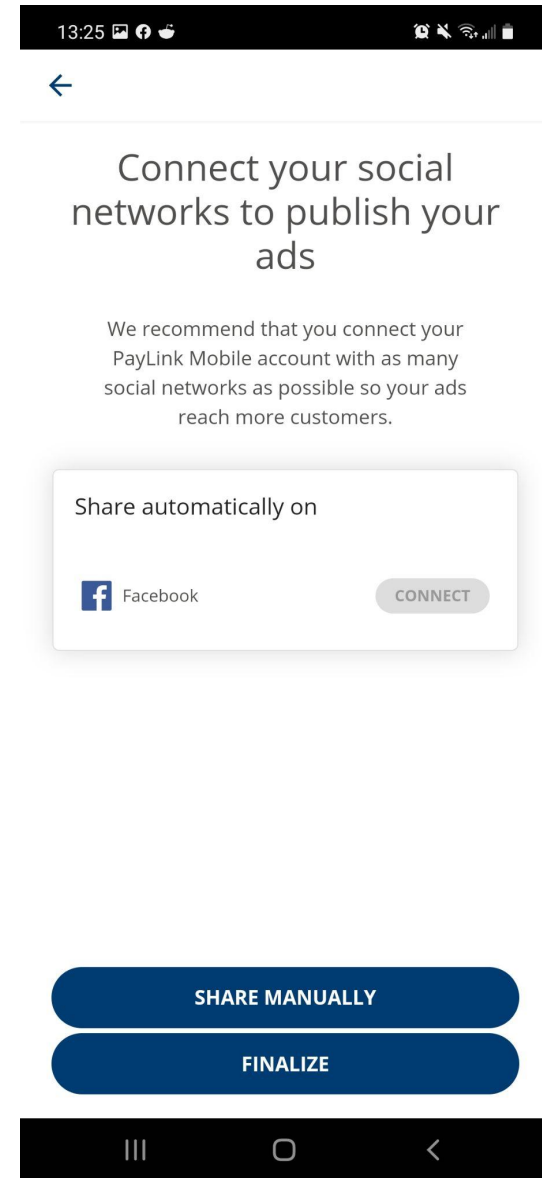 13:25
Connect your social
networks to publish your
ads
We recommend that you connect your
PayLink Mobile account with as many
social networks as possible so your ads
reach more customers.
Share automatically on
Facebook
CONNECT
SHARE MANUALLY
FINALIZE